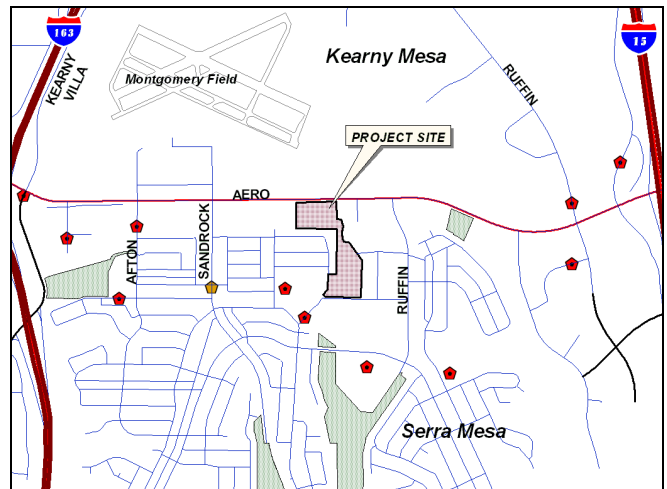 163
KEARNY
VILLA
Montgomery Field
Kearny Mesa
RUFFIN
15
PROJECT SITE
AERO
AFTON
SANDROCK
RUFFIN
Serra Mesa